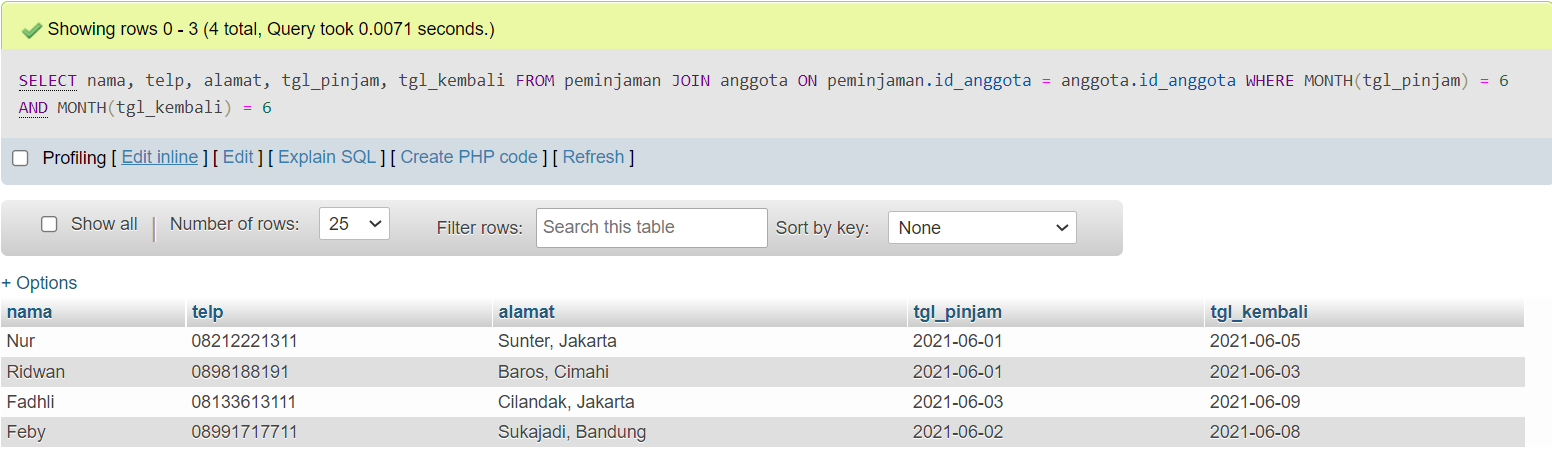 Showing rows 0 - 3 (4 total, Query took 0.0071 seconds.)
SELECT nama, telp, alamat, tgl_pinjam, tgl_kembali FROM peminjaman JOIN anggota ON peminjaman.id_anggota = anggota.id_anggota WHERE MONTH(tgl_pinjam) = 6
AND MONTH(tgl_kembali) = 6
Profiling [ Edit inline ] [ Edit ] [ Explain SQL ] [ Create PHP code ] [ Refresh ]
Show all | Number of rows: 25 Filter rows: Search this table Sort by key: None
+ Options
nama telp alamat tgl_pinjam tgl_kembali
Nur 08212221311 Sunter, Jakarta 2021-06-01 2021-06-05
Ridwan 0898188191 Baros, Cimahi 2021-06-01 2021-06-03
Fadhli 08133613111 Cilandak, Jakarta 2021-06-03 2021-06-09
Feby 08991717711 Sukajadi, Bandung 2021-06-02 2021-06-08